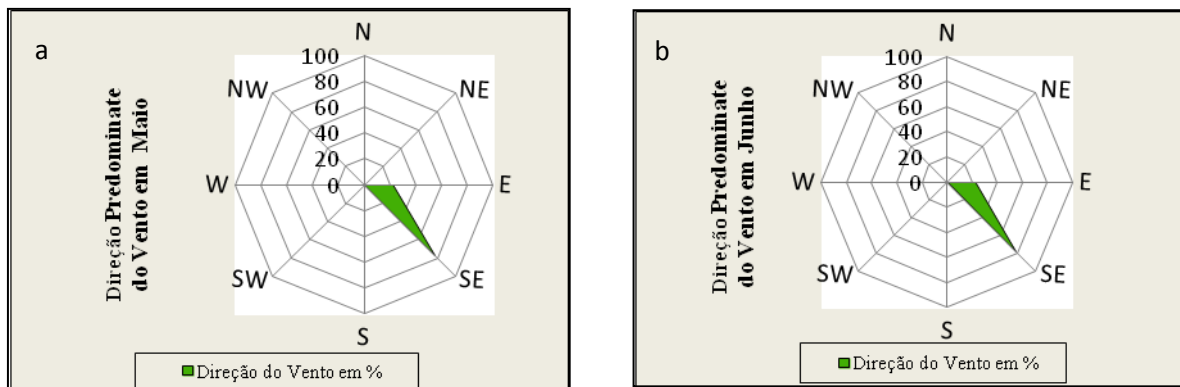 a
N
NE
E
SE
S
SW
W
NW
100
80
60
40
20
0
Direção Predominate
do Vento em Maio
Direção do Vento em %
b
N
NE
E
SE
S
SW
W
NW
100
80
60
40
20
0
Direção Predominate
do Vento em Junho
Direção do Vento em %